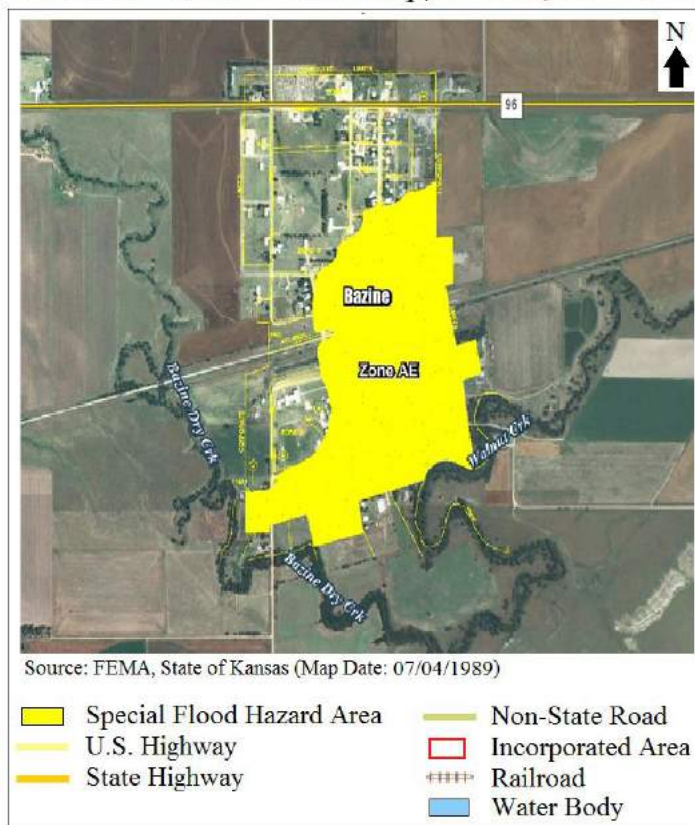 N
96
Bazine
Zone AE
Bazine Dry Crk
Walnut Crk
Bazine Dry Crk
Source: FEMA, State of Kansas (Map Date: 07/04/1989)
Special Flood Hazard Area
U.S. Highway
State Highway
Non-State Road
Incorporated Area
Railroad
Water Body